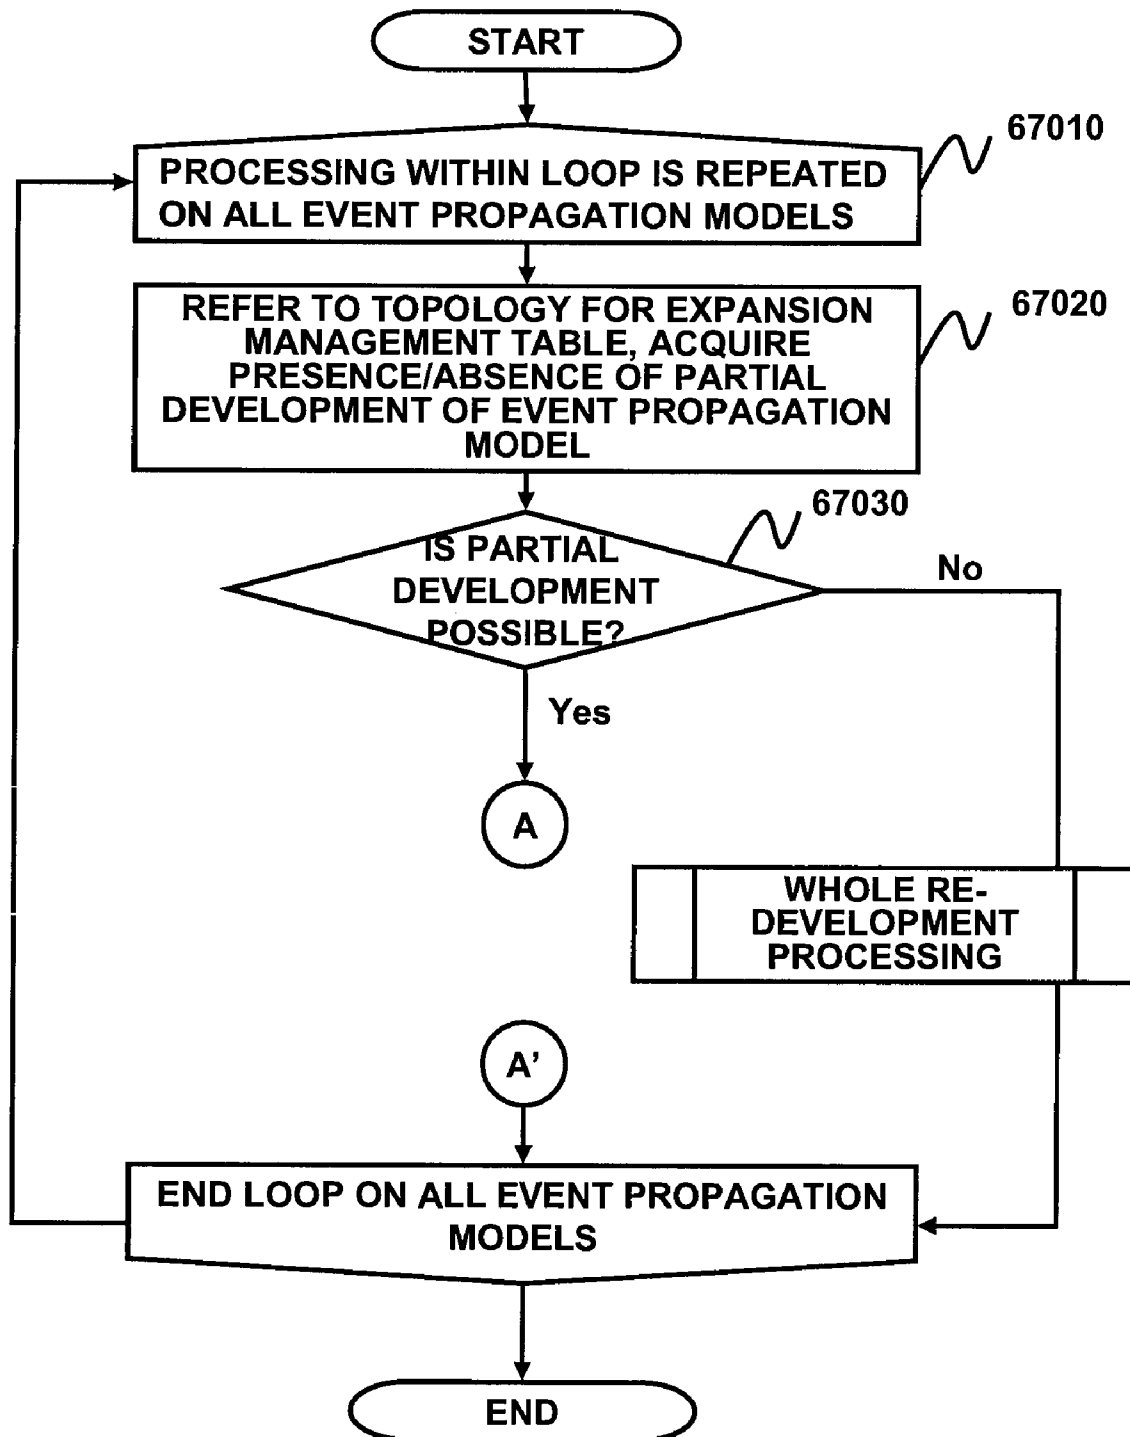 START
67010
PROCESSING WITHIN LOOP IS REPEATED
ON ALL EVENT PROPAGATION MODELS
67020
REFER TO TOPOLOGY FOR EXPANSION
MANAGEMENT TABLE, ACQUIRE
PRESENCE/ABSENCE OF PARTIAL
DEVELOPMENT OF EVENT PROPAGATION
MODEL
67030
IS PARTIAL
DEVELOPMENT
POSSIBLE?
No
Yes
A
WHOLE RE-
DEVELOPMENT
PROCESSING
A’
END LOOP ON ALL EVENT PROPAGATION
MODELS
END